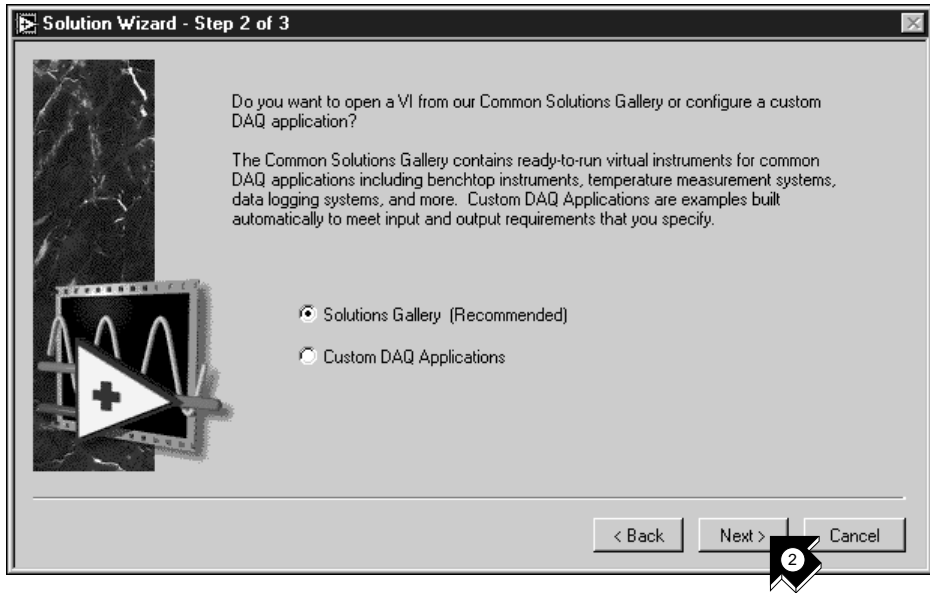 Solution Wizard - Step 2 of 3
Do you want to open a VI from our Common Solutions Gallery or configure a custom
DAQ application?
The Common Solutions Gallery contains ready-to-run virtual instruments for common
DAQ applications including benchtop instruments, temperature measurement systems,
data logging systems, and more.  Custom DAQ Applications are examples built
automatically to meet input and output requirements that you specify.
Solutions Gallery  (Recommended)
Custom DAQ Applications
< Back
Next >
Cancel
2